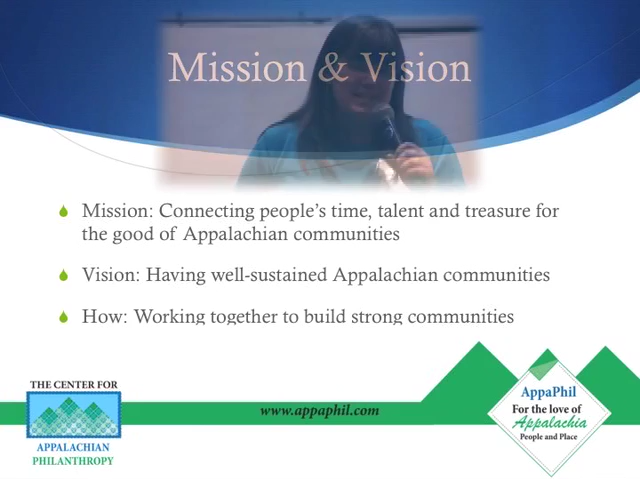 Mission & Vision
Mission: Connecting people's time, talent and treasure for
the good of Appalachian communities
Vision: Having well-sustained Appalachian communities
How: Working together to build strong communities
THE CENTER FOR
APPALACHIAN
PHILANTHROPY
www.appaphil.com
AppaPhil
For the love of
Appalachia
People and Place